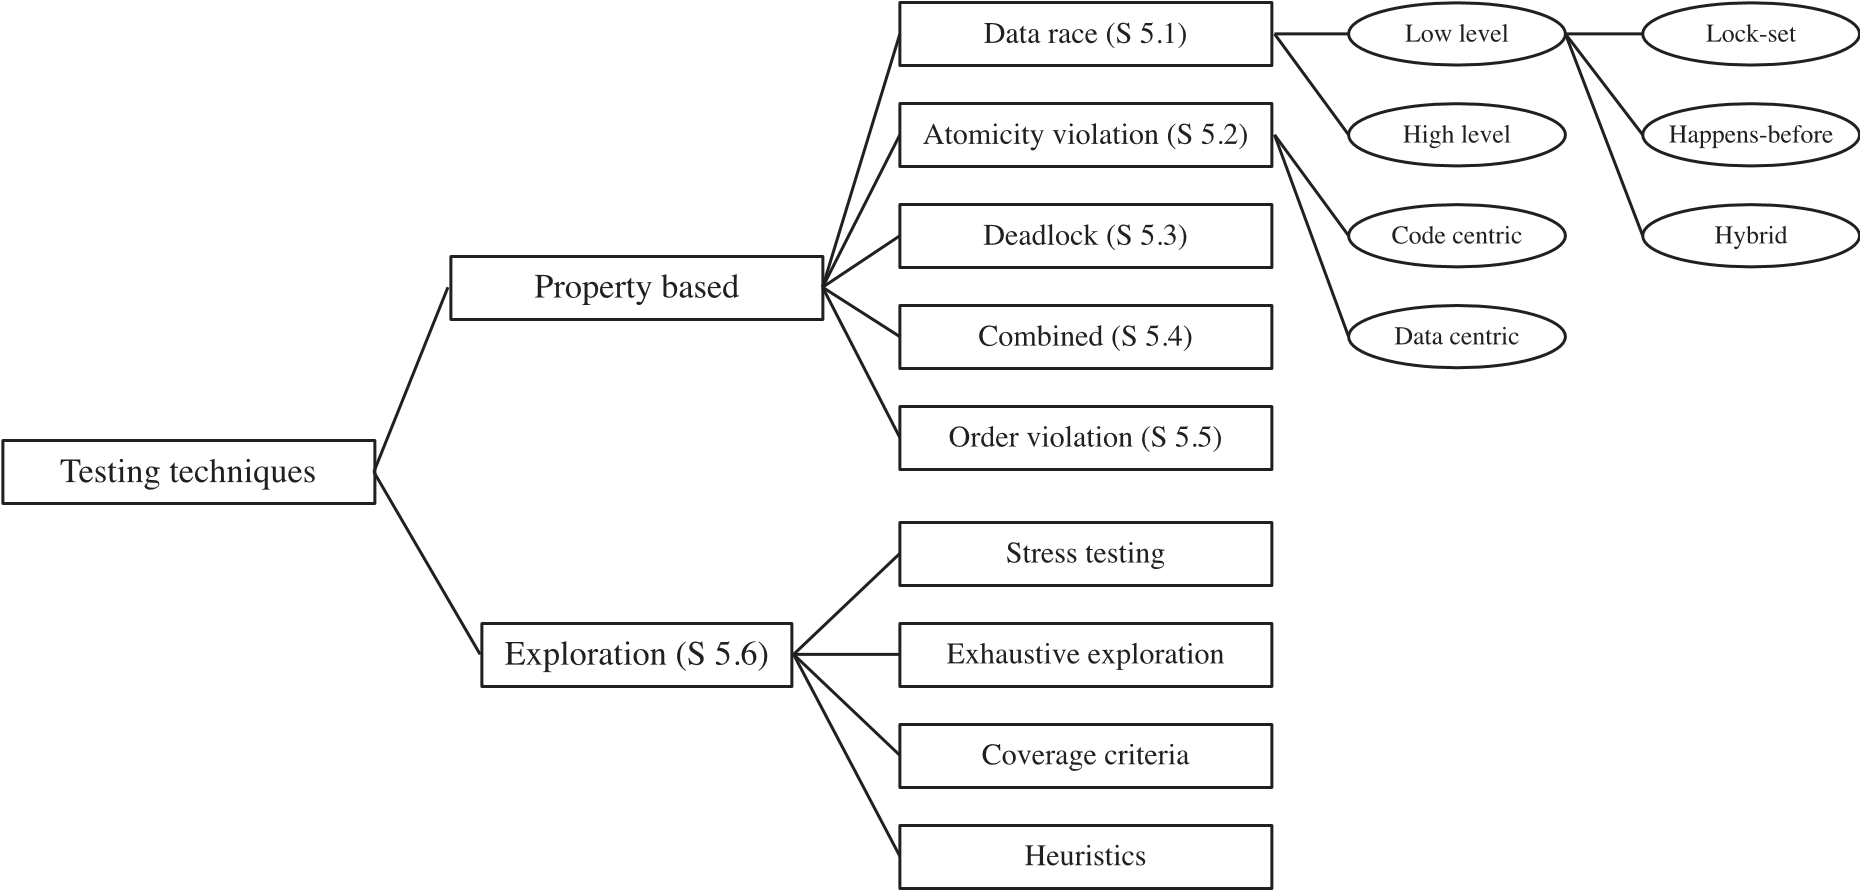 Data race (S 5.1)
Low level
Lock-set
Atomicity violation (S 5.2)
High level
Happens-before
Deadlock (S 5.3)
Code centric
Hybrid
Property based
Combined (S 5.4)
Data centric
Order violation (S 5.5)
Testing techniques
Stress testing
Exploration (S 5.6)
Exhaustive exploration
Coverage criteria
Heuristics